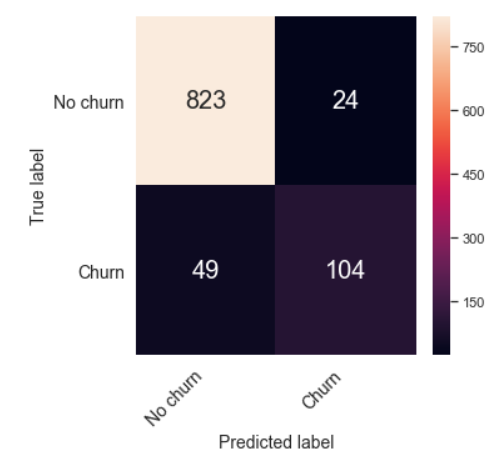 No churn
823
24
Churn
49
104
True label
No churn
Churn
Predicted label
750
600
450
300
150